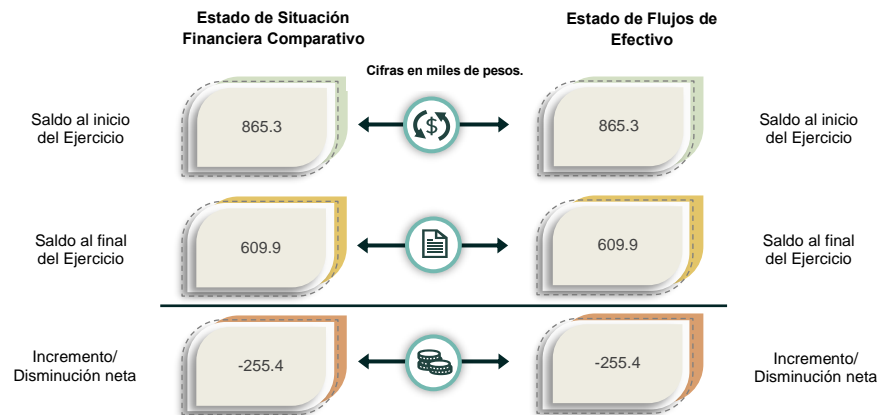 Estado de Situación
Financiera Comparativo
Estado de Flujos de
Efectivo
Cifras en miles de pesos.
Saldo al inicio
del Ejercicio
865.3
$
865.3
Saldo al inicio
del Ejercicio
Saldo al final
del Ejercicio
609.9
609.9
Saldo al final
del Ejercicio
Incremento/
Disminución neta
-255.4
-255.4
Incremento/
Disminución neta